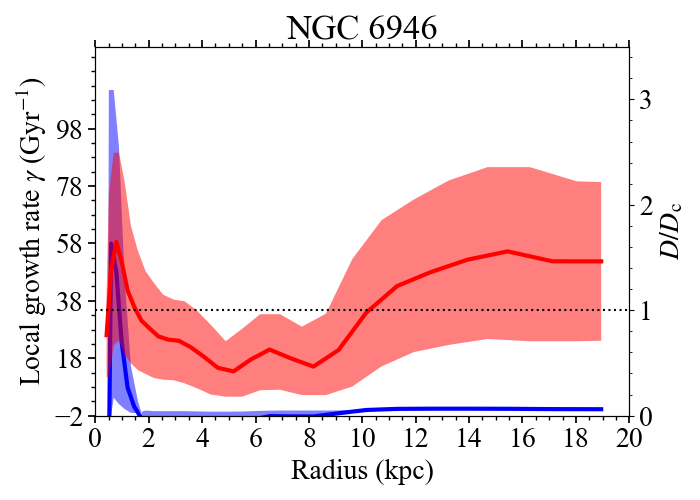 NGC 6946
Local growth rate γ (Gyr⁻¹)
98
78
58
38
18
−2
3
2
1
0
D/D_c
0 2 4 6 8 10 12 14 16 18 20
Radius (kpc)